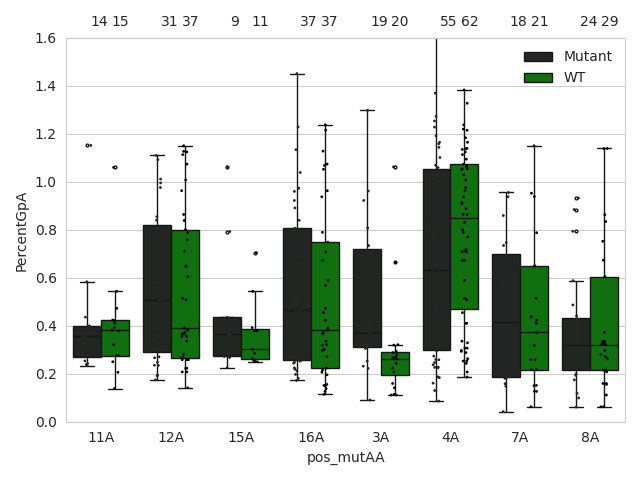 14 15 31 37 9 11 37 37 19 20 55 62 18 21 24 29
1.6
Mutant
WT
1.4
1.2
1.0
0.8
0.6
0.4
0.2
0.0
PercentGpA
11A 12A 15A 16A 3A 4A 7A 8A
pos_mutAA